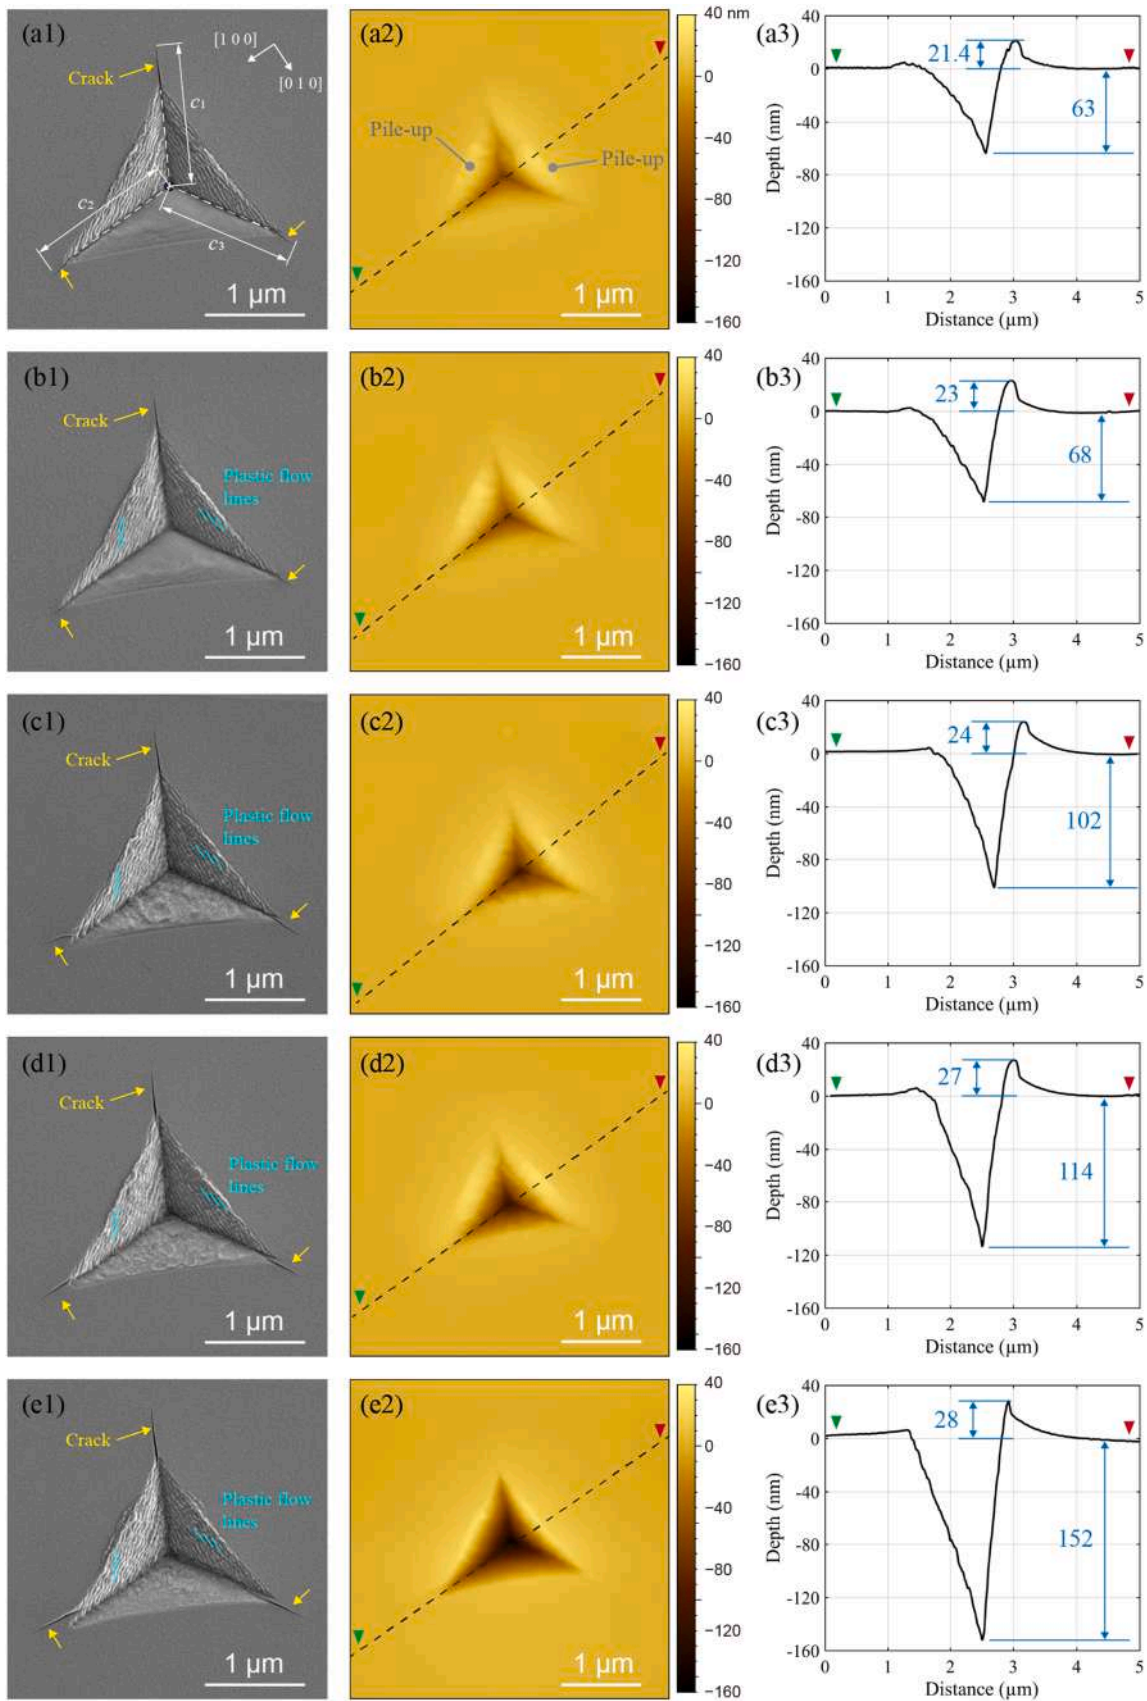 (a1)
[1 0 0]
[0 1 0]
Crack
c1
c2
c3
1 µm
(a2)
Pile-up
Pile-up
1 µm
40 nm
0
−40
−80
−120
−160
(a3)
40
0
-40
-80
-120
-160
Depth (nm)
21.4
63
0 1 2 3 4 5
Distance (µm)
(b1)
Crack
Plastic flow
lines
1 µm
(b2)
1 µm
40
0
−40
−80
−120
−160
(b3)
40
0
-40
-80
-120
-160
Depth (nm)
23
68
0 1 2 3 4 5
Distance (µm)
(c1)
Crack
Plastic flow
lines
1 µm
(c2)
1 µm
40
0
−40
−80
−120
−160
(c3)
40
0
-40
-80
-120
-160
Depth (nm)
24
102
0 1 2 3 4 5
Distance (µm)
(d1)
Crack
Plastic flow
lines
1 µm
(d2)
1 µm
40
0
−40
−80
−120
−160
(d3)
40
0
-40
-80
-120
-160
Depth (nm)
27
114
0 1 2 3 4 5
Distance (µm)
(e1)
Crack
Plastic flow
lines
1 µm
(e2)
1 µm
40
0
−40
−80
−120
−160
(e3)
40
0
-40
-80
-120
-160
Depth (nm)
28
152
0 1 2 3 4 5
Distance (µm)